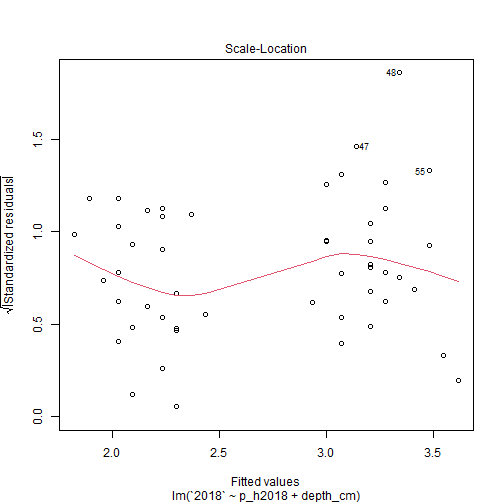 Scale-Location
48
47
55
√|Standardized residuals|
1.5
1.0
0.5
0.0
2.0 2.5 3.0 3.5
Fitted values
lm(`2018` ~ p_h2018 + depth_cm)